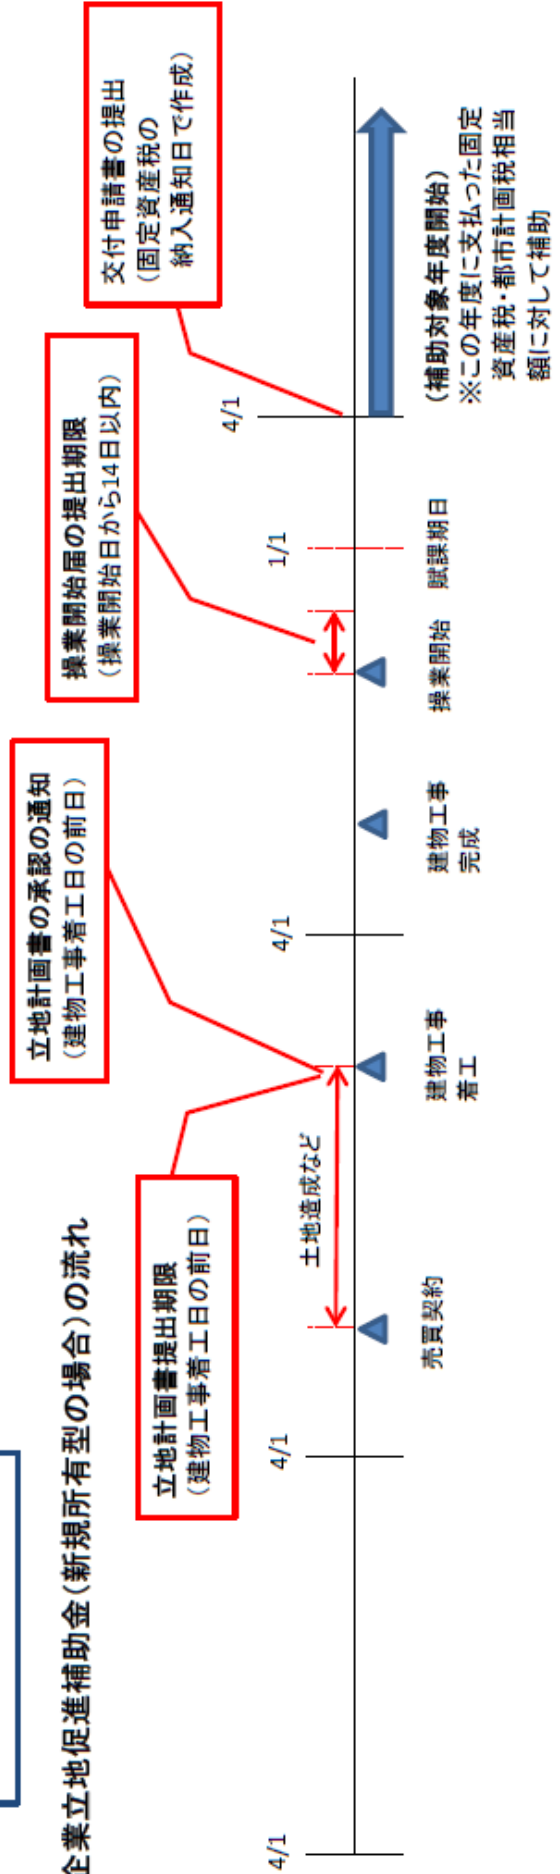 企業立地促進補助金(新規所有型の場合)の流れ
立地計画書提出期限
(建物工事着工日の前日)
立地計画書の承認の通知
(建物工事着工日の前日)
操業開始届の提出期限
(操業開始日から14日以内)
交付申請書の提出
(固定資産税の
納入通知日で作成)
4/1
4/1
土地造成など
4/1
1/1
4/1
売買契約
建物工事
着工
建物工事
完成
操業開始
賦課期日
(補助対象年度開始)
※この年度に支払った固定
資産税・都市計画税相当
額に対して補助